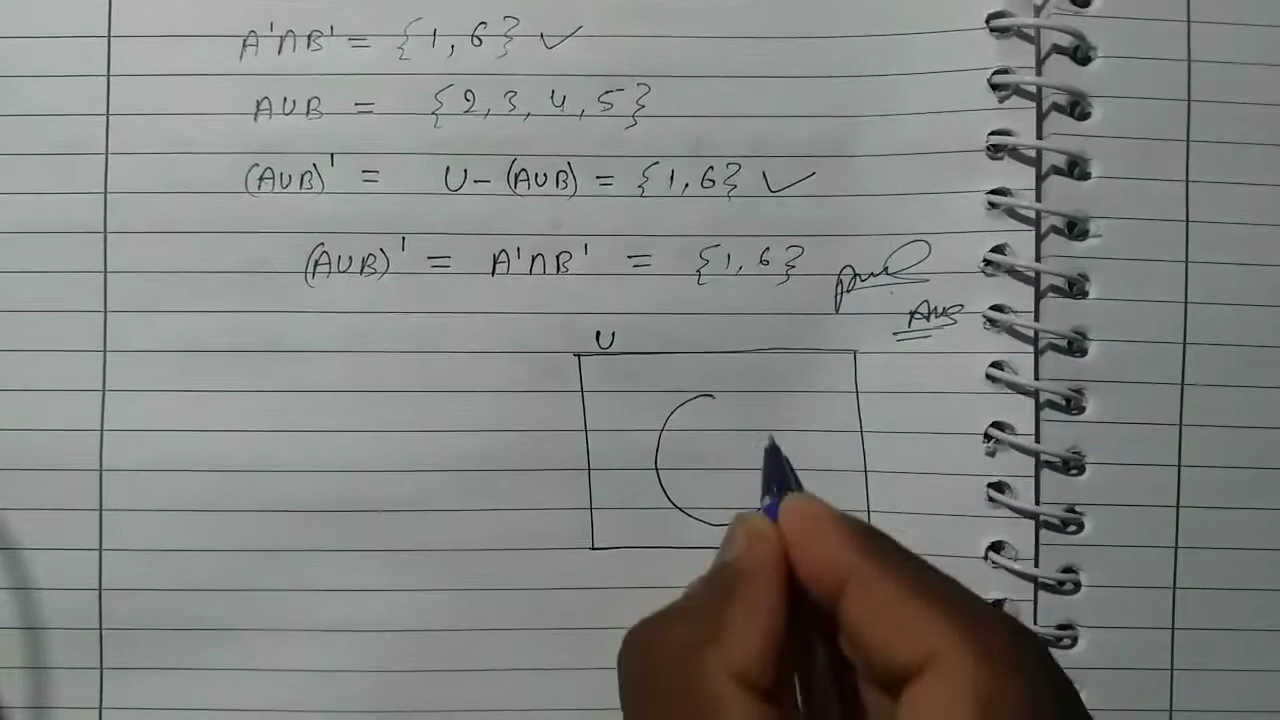 A'∩B' = {1, 6} ✓
A∪B = {2, 3, 4, 5}
(A∪B)' = U – (A∪B) = {1, 6} ✓
(A∪B)' = A'∩B' = {1, 6}
Ans
U